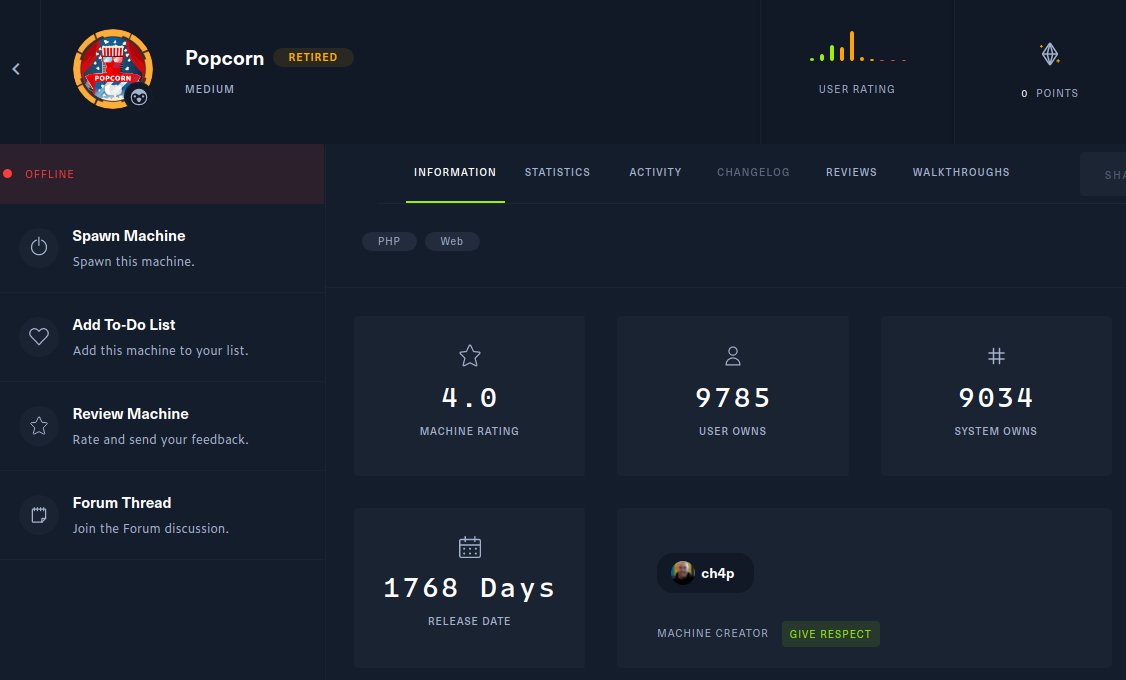 Popcorn RETIRED
MEDIUM
POPCORN
USER RATING
0 POINTS
OFFLINE
INFORMATION STATISTICS ACTIVITY CHANGELOG REVIEWS WALKTHROUGHS SHA
PHP Web
Spawn Machine
Spawn this machine.
Add To-Do List
Add this machine to your list.
Review Machine
Rate and send your feedback.
Forum Thread
Join the Forum discussion.
4.0
MACHINE RATING
9785
USER OWNS
9034
SYSTEM OWNS
1768 Days
RELEASE DATE
ch4p
MACHINE CREATOR GIVE RESPECT